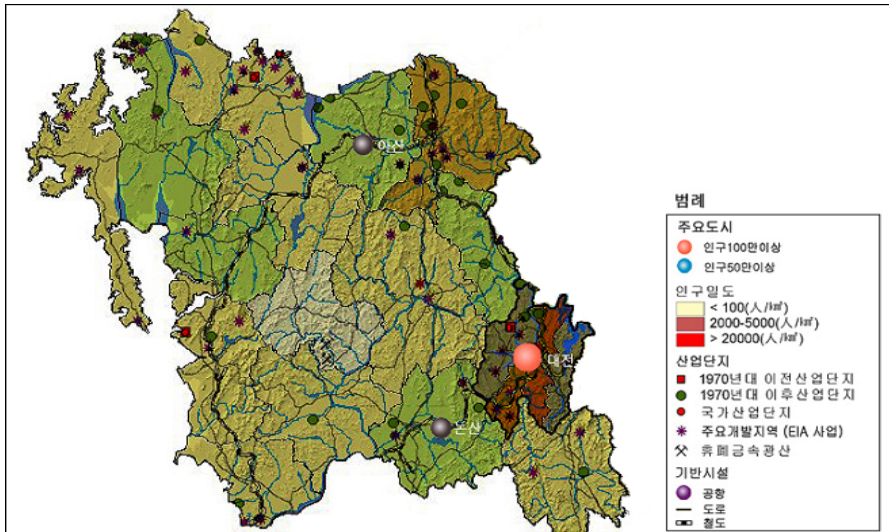 아산
대전
논산
범례
주요도시
인구100만이상
인구50만이상
인구밀도
< 100(人/㎢)
2000-5000(人/㎢)
> 20000(人/㎢)
산업단지
1970년대 이전산업단지
1970년대 이후산업단지
국가산업단지
주요개발지역 (EIA 사업)
휴폐금속광산
기반시설
공항
도로
철도